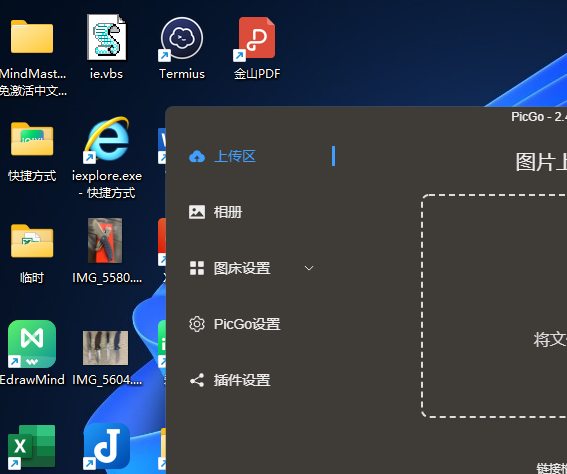 MindMast...
免激活中文...
ie.vbs
Termius
金山PDF
快捷方式
iexplore.exe
- 快捷方式
临时
IMG_5580....
EdrawMind
IMG_5604....
PicGo - 2.4
上传区
图片上
相册
图床设置
PicGo设置
将文
插件设置
链接